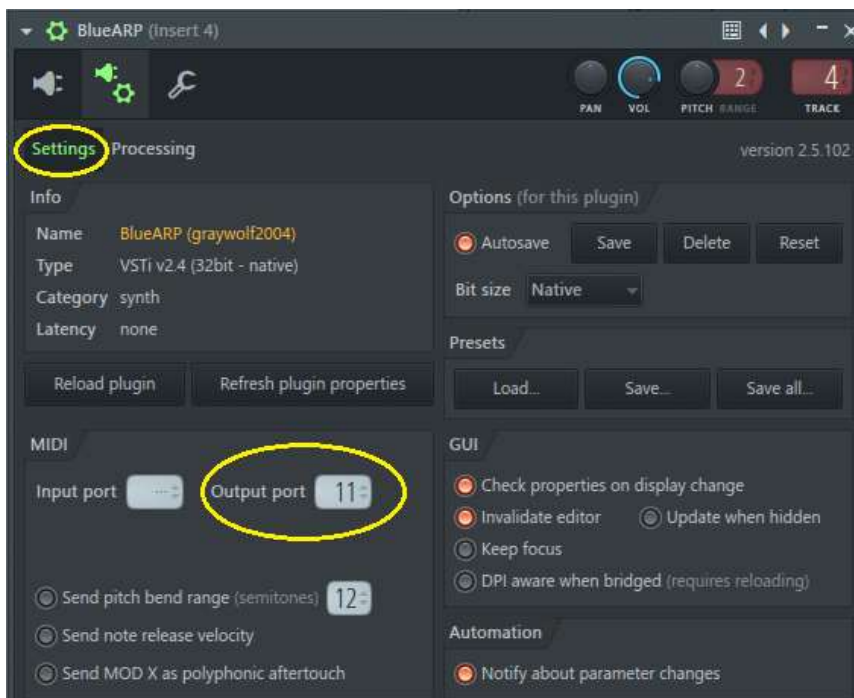 BlueARP (Insert 4)
2
4
PAN VOL PITCH RANGE TRACK
Settings Processing
version 2.5.102
Info
Name BlueARP (graywolf2004)
Type VSTi v2.4 (32bit - native)
Category synth
Latency none
Reload plugin Refresh plugin properties
MIDI
Input port --- Output port 11
Send pitch bend range (semitones) 12
Send note release velocity
Send MOD X as polyphonic aftertouch
Options (for this plugin)
Autosave Save Delete Reset
Bit size Native
Presets
Load... Save... Save all...
GUI
Check properties on display change
Invalidate editor Update when hidden
Keep focus
DPI aware when bridged (requires reloading)
Automation
Notify about parameter changes